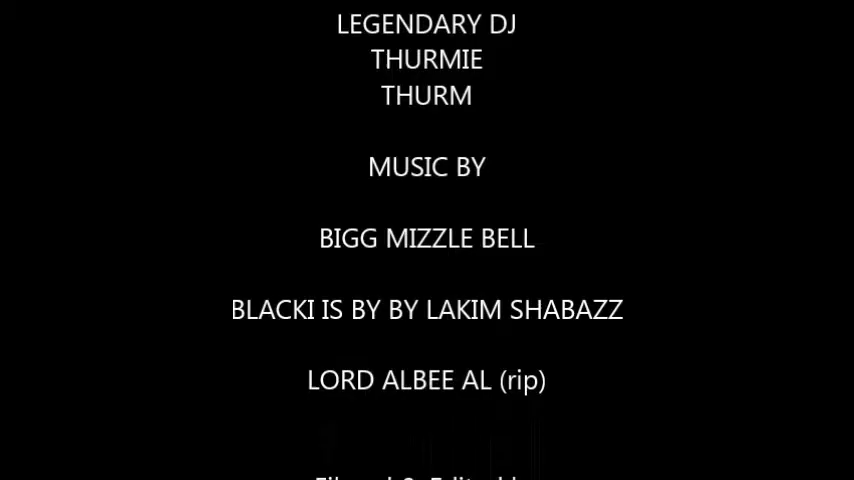 LEGENDARY DJ
THURMIE
THURM
MUSIC BY
BIGG MIZZLE BELL
BLACKI IS BY BY LAKIM SHABAZZ
LORD ALBEE AL (rip)